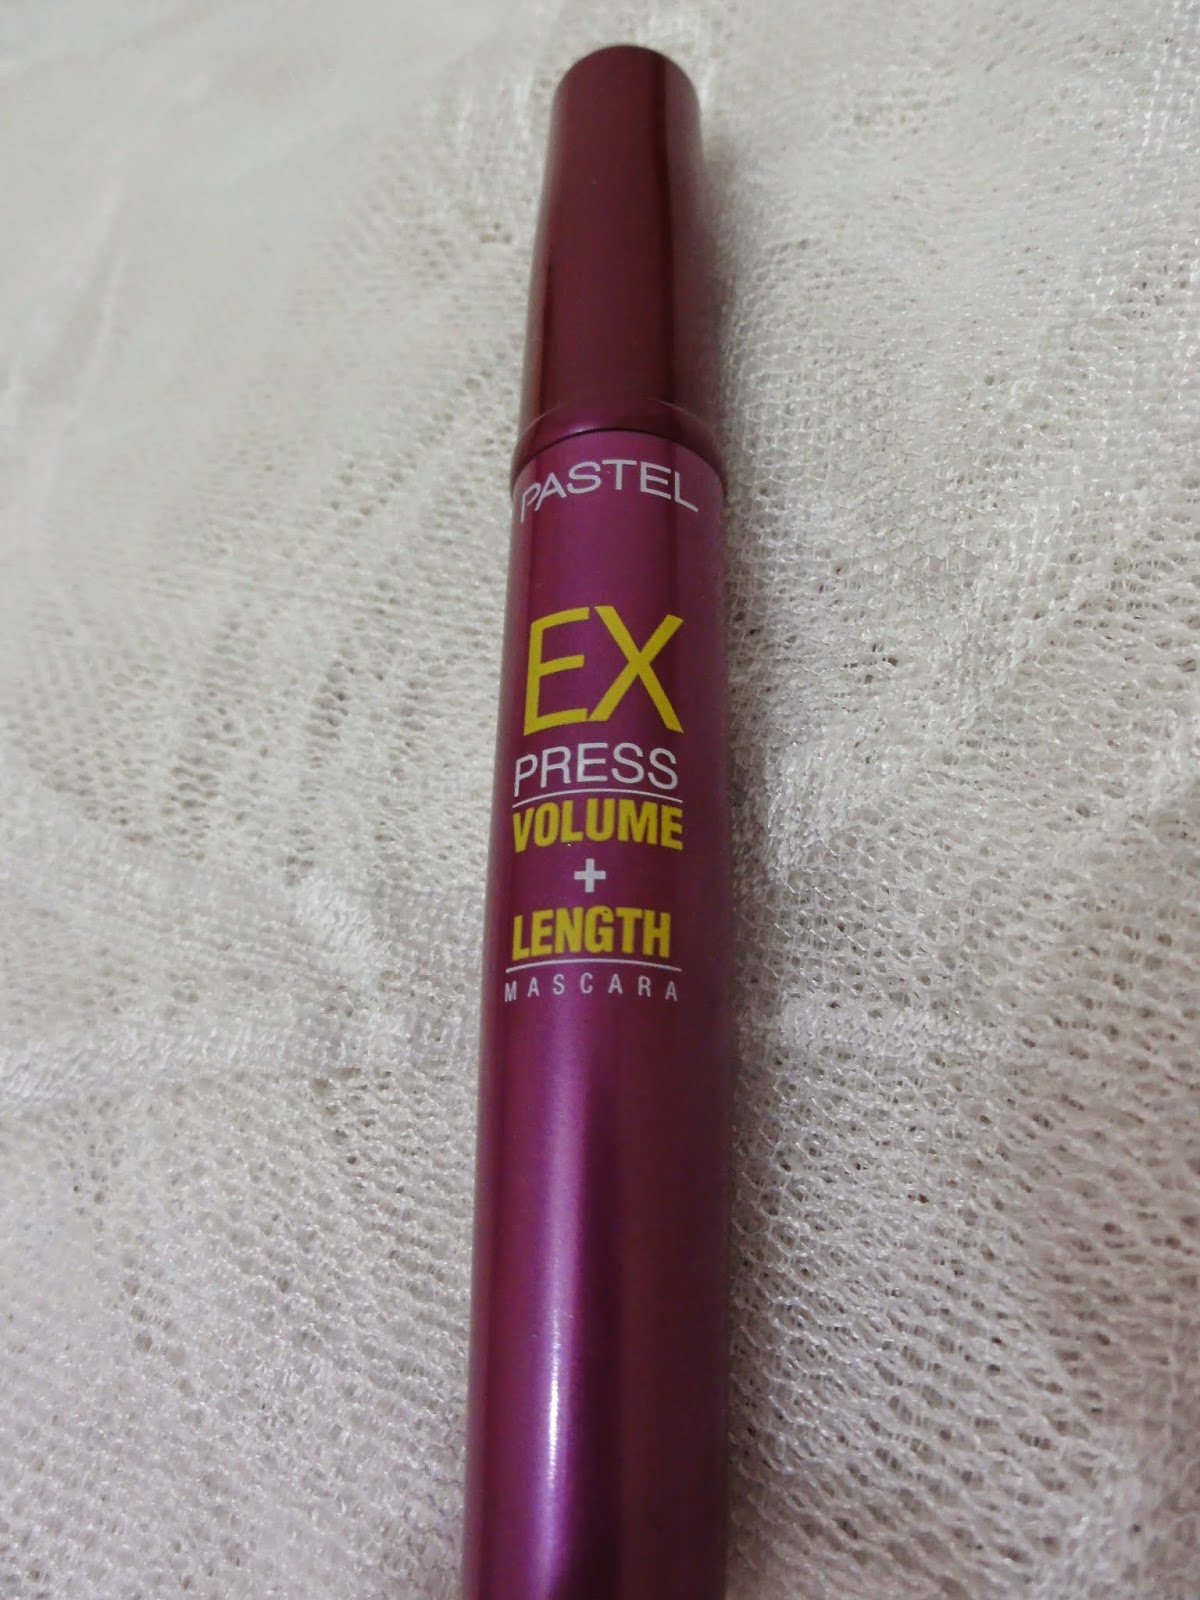 PASTEL
EX
PRESS
VOLUME
+
LENGTH
MASCARA